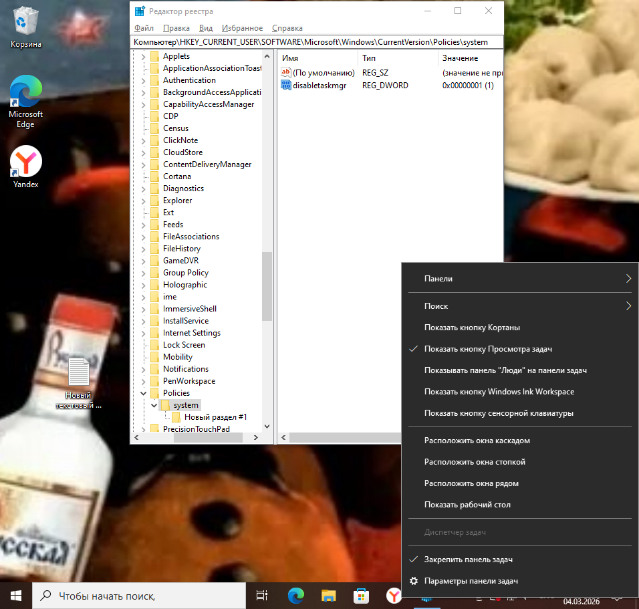 Корзина
Microsoft
Edge
Yandex
Новый
текстовый ...
Редактор реестра
Файл Правка Вид Избранное Справка
Компьютер\HKEY_CURRENT_USER\SOFTWARE\Microsoft\Windows\CurrentVersion\Policies\system
Applets
ApplicationAssociationToast
Authentication
BackgroundAccessApplicati
CapabilityAccessManager
CDP
Census
ClickNote
CloudStore
ContentDeliveryManager
Cortana
Diagnostics
Explorer
Ext
Feeds
FileAssociations
FileHistory
GameDVR
Group Policy
Holographic
ime
ImmersiveShell
InstallService
Internet Settings
Lock Screen
Mobility
Notifications
PenWorkspace
Policies
system
Новый раздел #1
PrecisionTouchPad
Имя Тип Значение
(По умолчанию) REG_SZ (значение не при
disabletaskmgr REG_DWORD 0x00000001 (1)
Панели
Поиск
Показать кнопку Кортаны
Показать кнопку Просмотра задач
Показывать панель "Люди" на панели задач
Показать кнопку Windows Ink Workspace
Показать кнопку сенсорной клавиатуры
Расположить окна каскадом
Расположить окна стопкой
Расположить окна рядом
Показать рабочий стол
Диспетчер задач
Закрепить панель задач
Параметры панели задач
Чтобы начать поиск,
04.03.2026